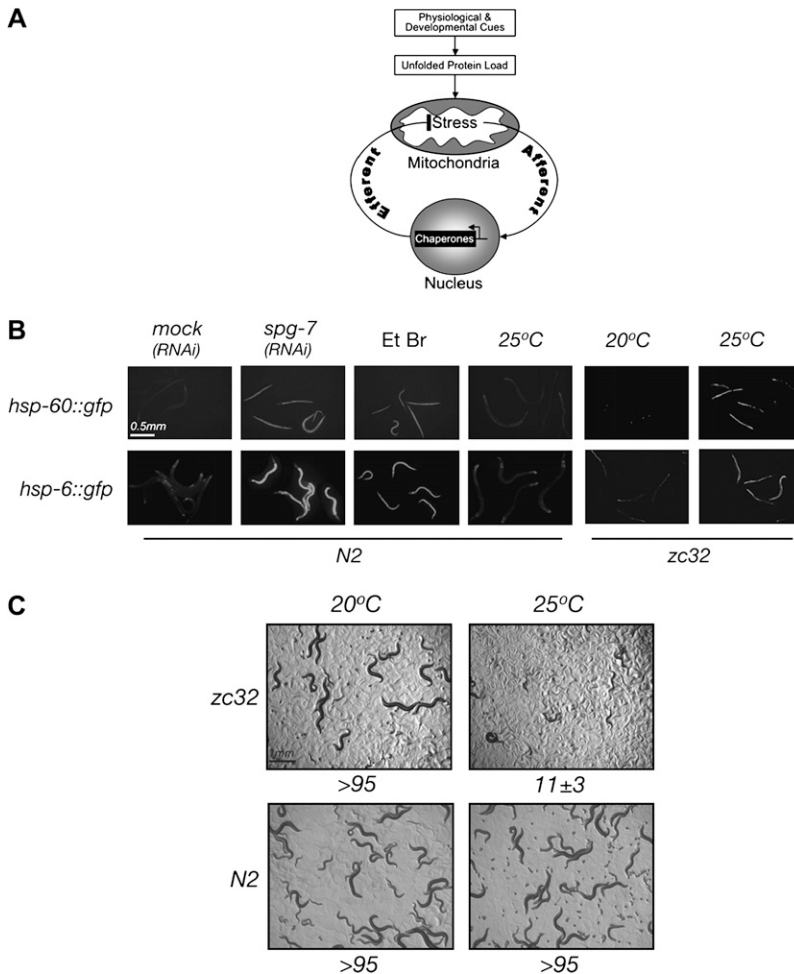 A
Physiological &
Developmental Cues
Unfolded Protein Load
Stress
Mitochondria
Efferent
Afferent
Chaperones
Nucleus
B
mock
(RNAi)
spg-7
(RNAi)
Et Br
25°C
20°C
25°C
hsp-60::gfp
0.5mm
hsp-6::gfp
N2
zc32
C
20°C
25°C
zc32
1mm
>95
11±3
N2
>95
>95